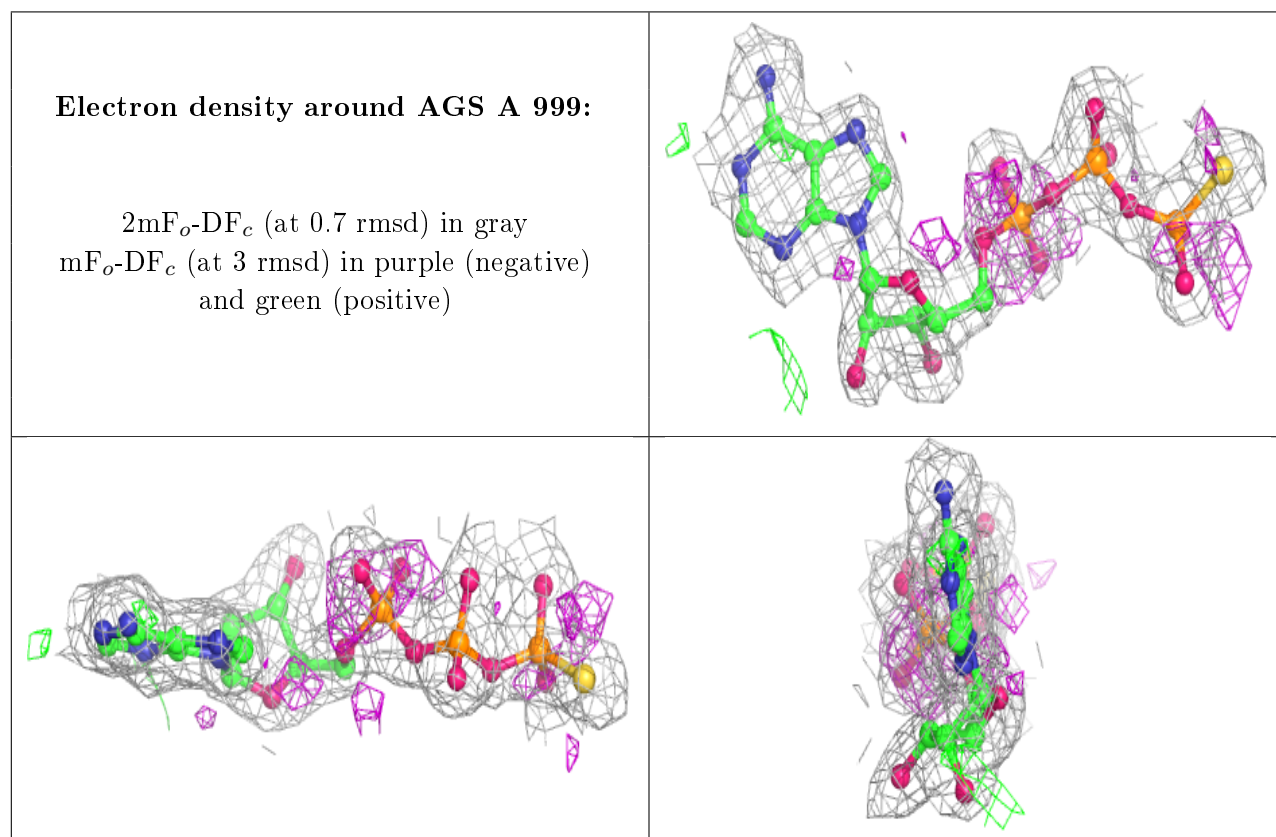 Electron density around AGS A 999:
2mFo-DFc (at 0.7 rmsd) in gray
mFo-DFc (at 3 rmsd) in purple (negative)
and green (positive)